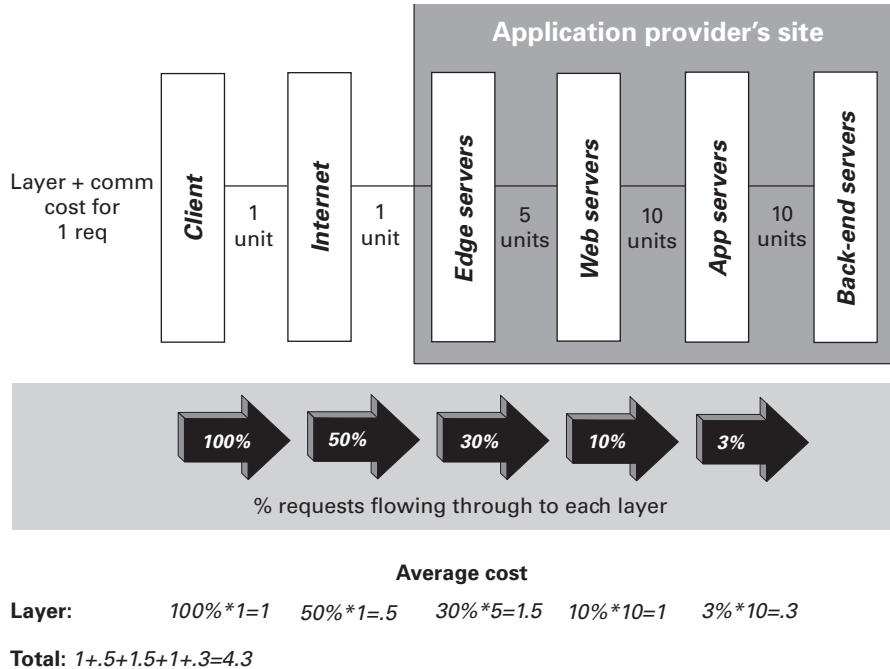 Application provider's site
Layer + comm
cost for
1 req
Client
1
unit
Internet
1
unit
Edge servers
5
units
Web servers
10
units
App servers
10
units
Back-end servers
100%
50%
30%
10%
3%
% requests flowing through to each layer
Average cost
Layer: 100%*1=1 50%*1=.5 30%*5=1.5 10%*10=1 3%*10=.3
Total: 1+.5+1.5+1+.3=4.3